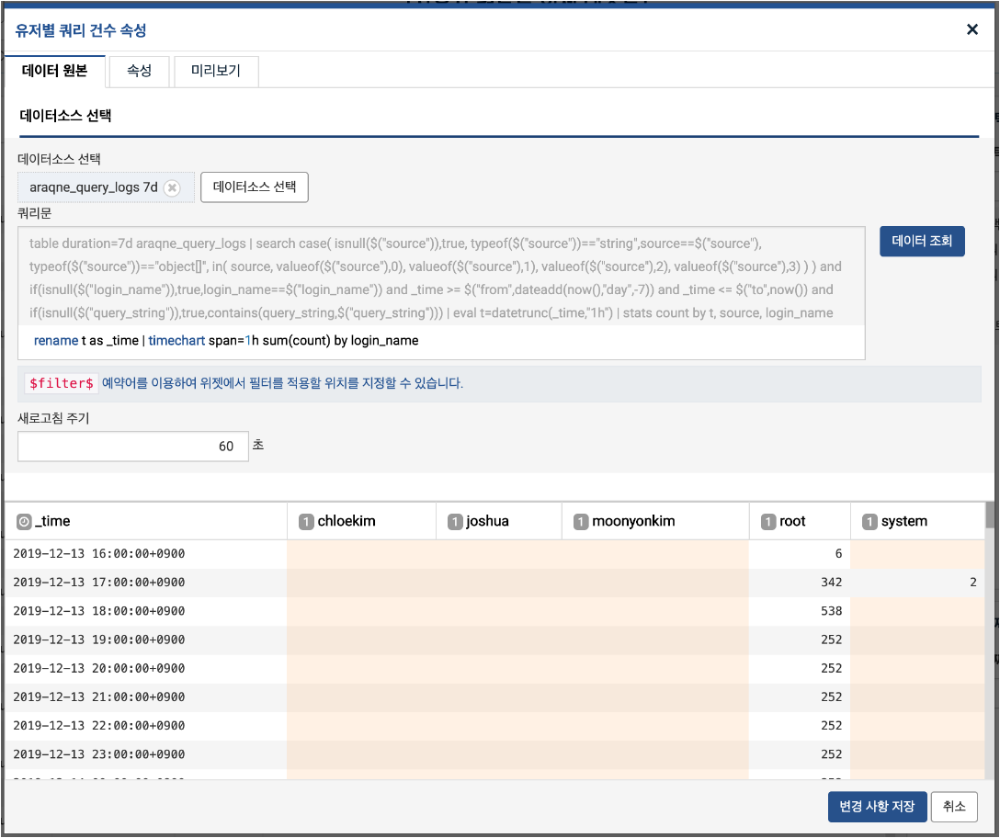 유저별 쿼리 건수 속성
데이터 원본 속성 미리보기
데이터소스 선택
데이터소스 선택
araqne_query_logs 7d 데이터소스 선택
쿼리문
table duration=7d araqne_query_logs | search case( isnull($("source")),true, typeof($("source"))=="string",source==$("source"),
typeof($("source"))=="object[]", in( source, valueof($("source"),0), valueof($("source"),1), valueof($("source"),2), valueof($("source"),3) ) ) and
if(isnull($("login_name")),true,login_name==$("login_name")) and _time >= $("from",dateadd(now(),"day",-7)) and _time <= $("to",now()) and
if(isnull($("query_string")),true,contains(query_string,$("query_string"))) | eval t=datetrunc(_time,"1h") | stats count by t, source, login_name
데이터 조회
rename t as _time | timechart span=1h sum(count) by login_name
$filter$ 예약어를 이용하여 위젯에서 필터를 적용할 위치를 지정할 수 있습니다.
새로고침 주기
60 초
_time 1 chloekim 1 joshua 1 moonyonkim 1 root 1 system
2019-12-13 16:00:00+0900 6
2019-12-13 17:00:00+0900 342 2
2019-12-13 18:00:00+0900 538
2019-12-13 19:00:00+0900 252
2019-12-13 20:00:00+0900 252
2019-12-13 21:00:00+0900 252
2019-12-13 22:00:00+0900 252
2019-12-13 23:00:00+0900 252
변경 사항 저장 취소